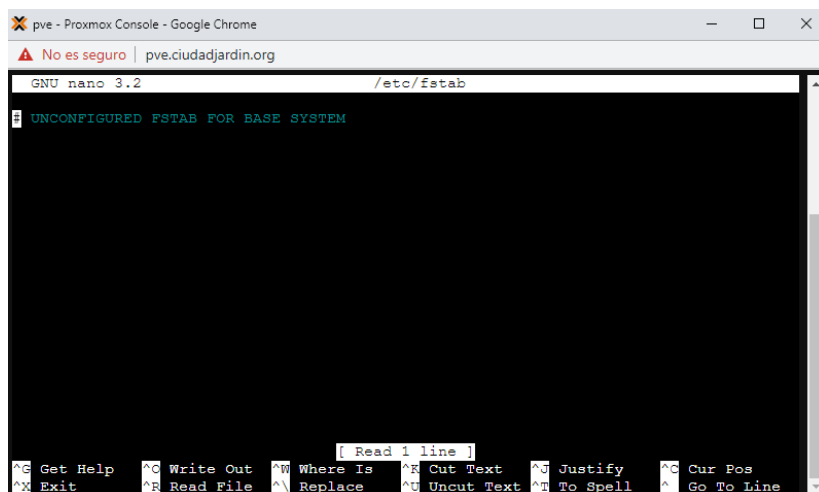 pve - Proxmox Console - Google Chrome
No es seguro | pve.ciudadjardin.org
GNU nano 3.2 /etc/fstab
# UNCONFIGURED FSTAB FOR BASE SYSTEM
[ Read 1 line ]
^G Get Help ^O Write Out ^W Where Is ^K Cut Text ^J Justify ^C Cur Pos
^X Exit ^R Read File ^\ Replace ^U Uncut Text ^T To Spell ^_ Go To Line